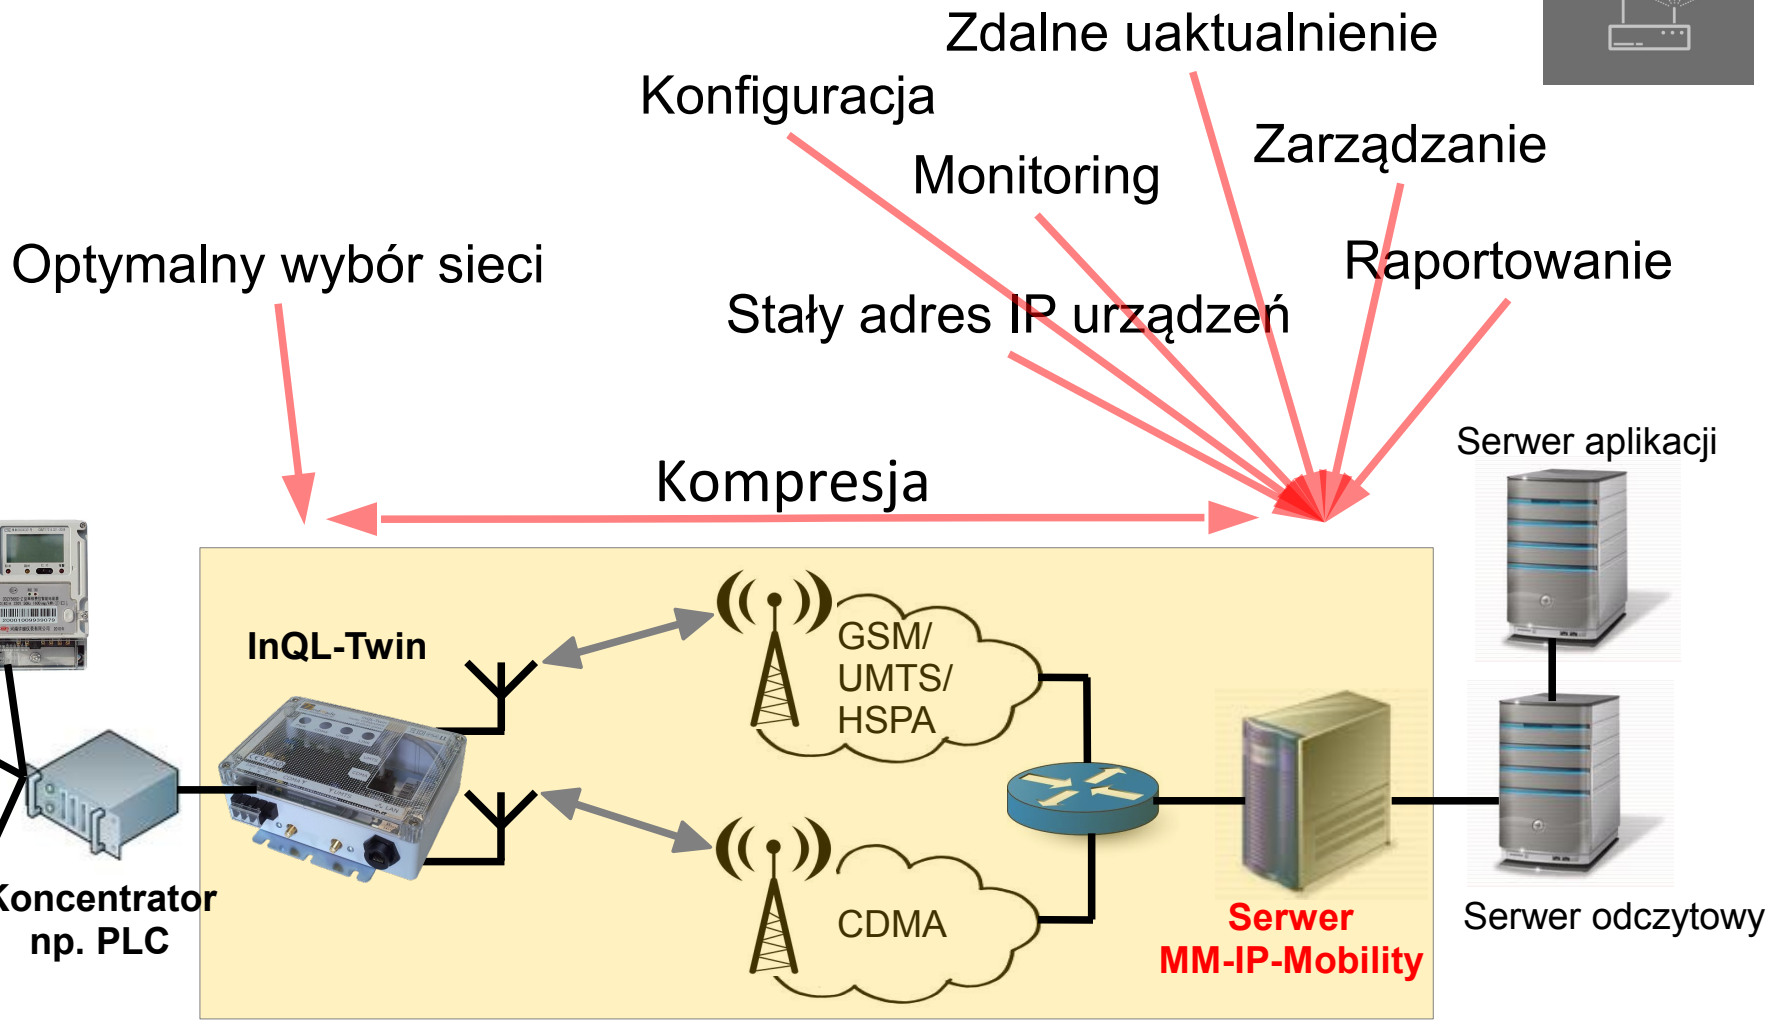 Zdalne uaktualnienie
Konfiguracja
Zarządzanie
Monitoring
Optymalny wybór sieci
Raportowanie
Stały adres IP urządzeń
Serwer aplikacji
Kompresja
InQL-Twin
GSM/
UMTS/
HSPA
Koncentrator
np. PLC
CDMA
Serwer
MM-IP-Mobility
Serwer odczytowy